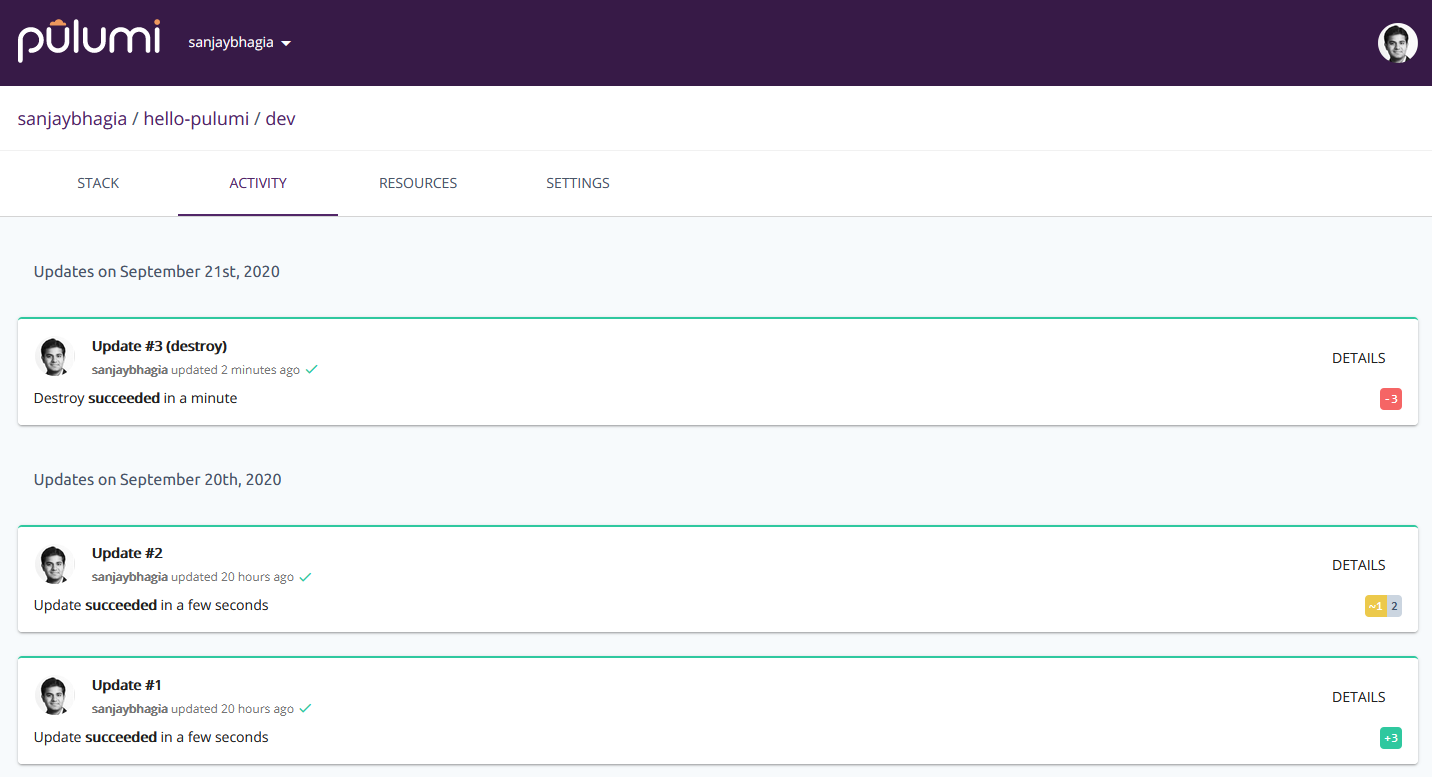 pulumi
sanjaybhagia
sanjaybhagia / hello-pulumi / dev
STACK ACTIVITY RESOURCES SETTINGS
Updates on September 21st, 2020
Update #3 (destroy)
sanjaybhagia updated 2 minutes ago
DETAILS
Destroy succeeded in a minute
-3
Updates on September 20th, 2020
Update #2
sanjaybhagia updated 20 hours ago
DETAILS
Update succeeded in a few seconds
~1 2
Update #1
sanjaybhagia updated 20 hours ago
DETAILS
Update succeeded in a few seconds
+3